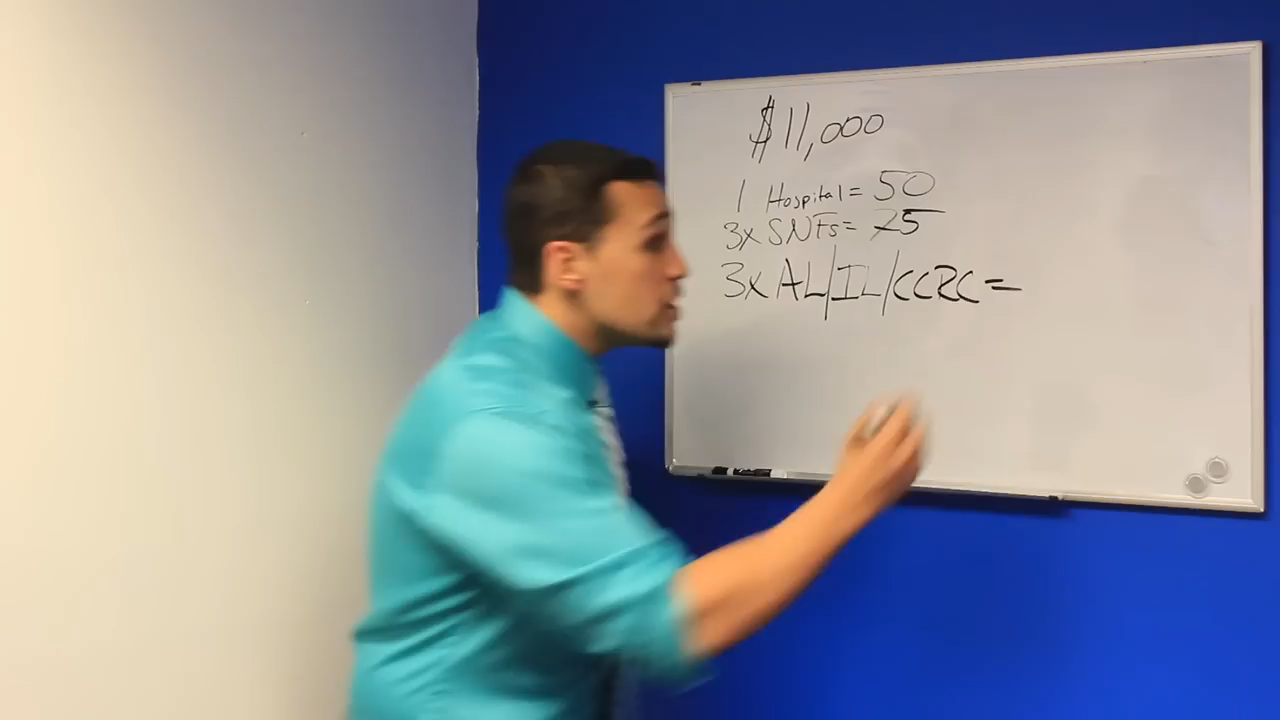 $11,000
1 Hospital = 50
3x SNFs = 75
3x AL/IL/CCRC =